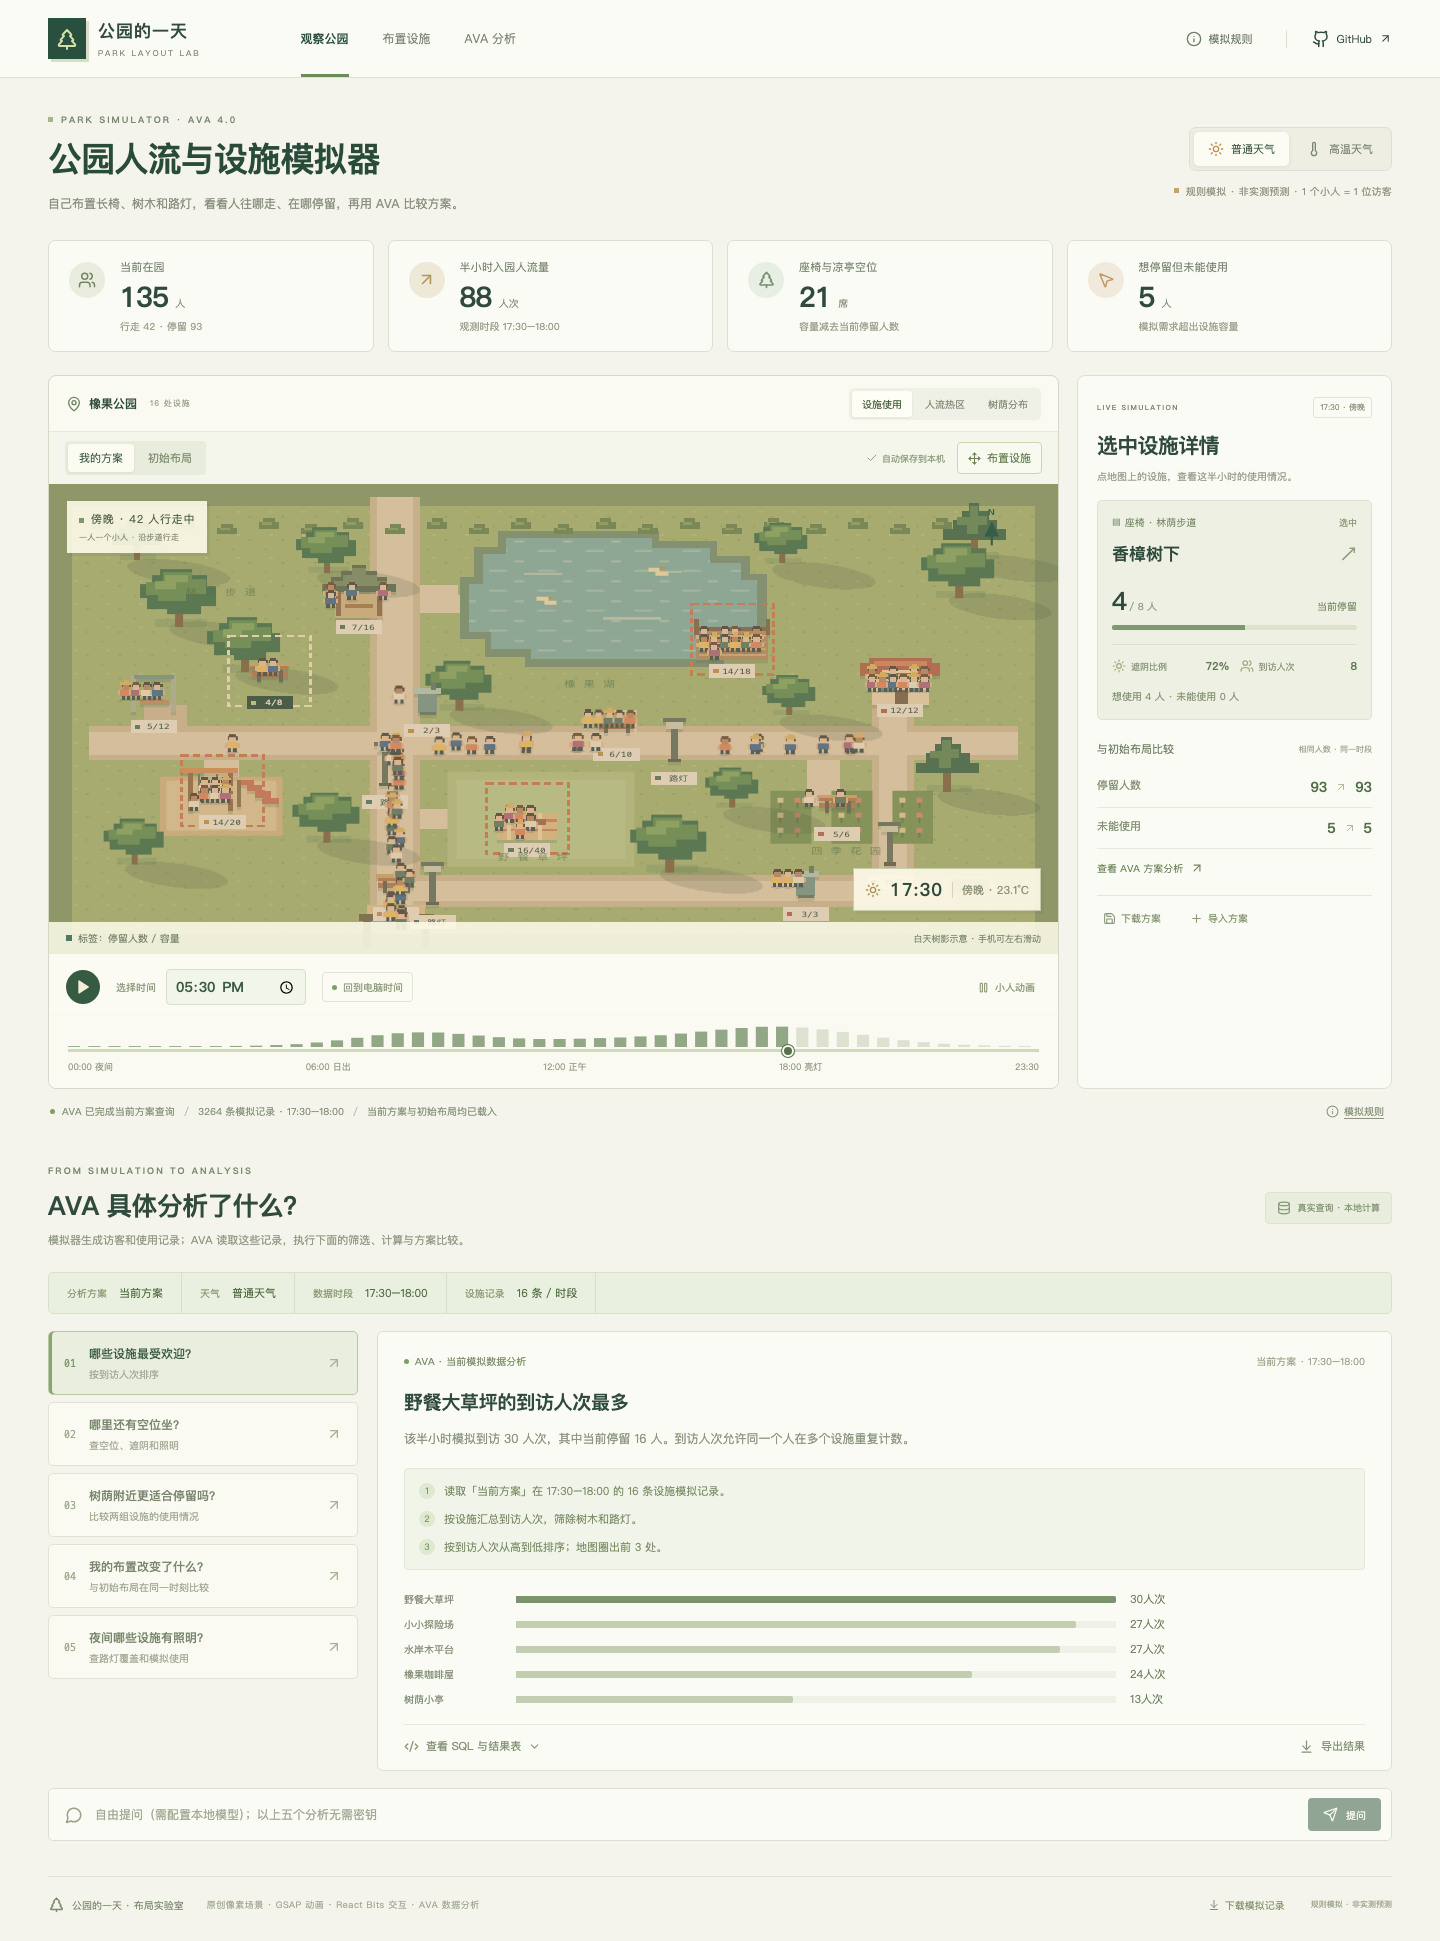 公园的一天
PARK LAYOUT LAB
观察公园
布置设施
AVA 分析
模拟规则
GitHub
PARK SIMULATOR · AVA 4.0
公园人流与设施模拟器
自己布置长椅、树木和路灯，看看人往哪走、在哪停留，再用 AVA 比较方案。
普通天气
高温天气
规则模拟 · 非实测预测 · 1 个小人 = 1 位访客
当前在园
135 人
行走 42 · 停留 93
半小时入园人流量
88 人次
观测时段 17:30—18:00
座椅与凉亭空位
21 席
容量减去当前停留人数
想停留但未能使用
5 人
模拟需求超出设施容量
橡果公园
16 处设施
设施使用
人流热区
树荫分布
我的方案
初始布局
自动保存到本机
布置设施
傍晚 · 42 人行走中
一人一个小人 · 沿步道行走
N
步道
7/16
14/18
橡果湖
4/8
5/12
2/3
12/12
6/10
路灯
14/20
16/40
野餐草坪
5/6
四季花园
3/3
路灯
17:30
傍晚 · 23.1°C
标签：停留人数 / 容量
白天树影示意 · 手机可左右滑动
选择时间
05:30 PM
回到电脑时间
小人动画
00:00 夜间
06:00 日出
12:00 正午
18:00 亮灯
23:30
LIVE SIMULATION
17:30 · 傍晚
选中设施详情
点地图上的设施，查看这半小时的使用情况。
座椅 · 林荫步道
选中
香樟树下
4 / 8 人
当前停留
遮阴比例 72%
到访人次 8
想使用 4 人 · 未能使用 0 人
与初始布局比较
相同人数 · 同一时段
停留人数
93 93
未能使用
5 5
查看 AVA 方案分析
下载方案
导入方案
AVA 已完成当前方案查询 / 3264 条模拟记录 · 17:30—18:00 / 当前方案与初始布局均已载入
模拟规则
FROM SIMULATION TO ANALYSIS
AVA 具体分析了什么?
模拟器生成访客和使用记录；AVA 读取这些记录，执行下面的筛选、计算与方案比较。
真实查询 · 本地计算
分析方案 当前方案
天气 普通天气
数据时段 17:30—18:00
设施记录 16 条 / 时段
01 哪些设施最受欢迎?
按到访人次排序
02 哪里还有空位坐?
查空位、遮阴和照明
03 树荫附近更适合停留吗?
比较两组设施的使用情况
04 我的布置改变了什么?
与初始布局在同一时刻比较
05 夜间哪些设施有照明?
查路灯覆盖和模拟使用
AVA · 当前模拟数据分析
当前方案 · 17:30—18:00
野餐大草坪的到访人次最多
该半小时模拟到访 30 人次，其中当前停留 16 人。到访人次允许同一个人在多个设施重复计数。
1 读取「当前方案」在 17:30—18:00 的 16 条设施模拟记录。
2 按设施汇总到访人次，筛除树木和路灯。
3 按到访人次从高到低排序；地图圈出前 3 处。
野餐大草坪 30人次
小小探险场 27人次
水岸木平台 27人次
橡果咖啡屋 24人次
树荫小亭 13人次
查看 SQL 与结果表
导出结果
自由提问（需配置本地模型）；以上五个分析无需密钥
提问
公园的一天 · 布局实验室
原创像素场景 · GSAP 动画 · React Bits 交互 · AVA 数据分析
下载模拟记录
规则模拟 · 非实测预测